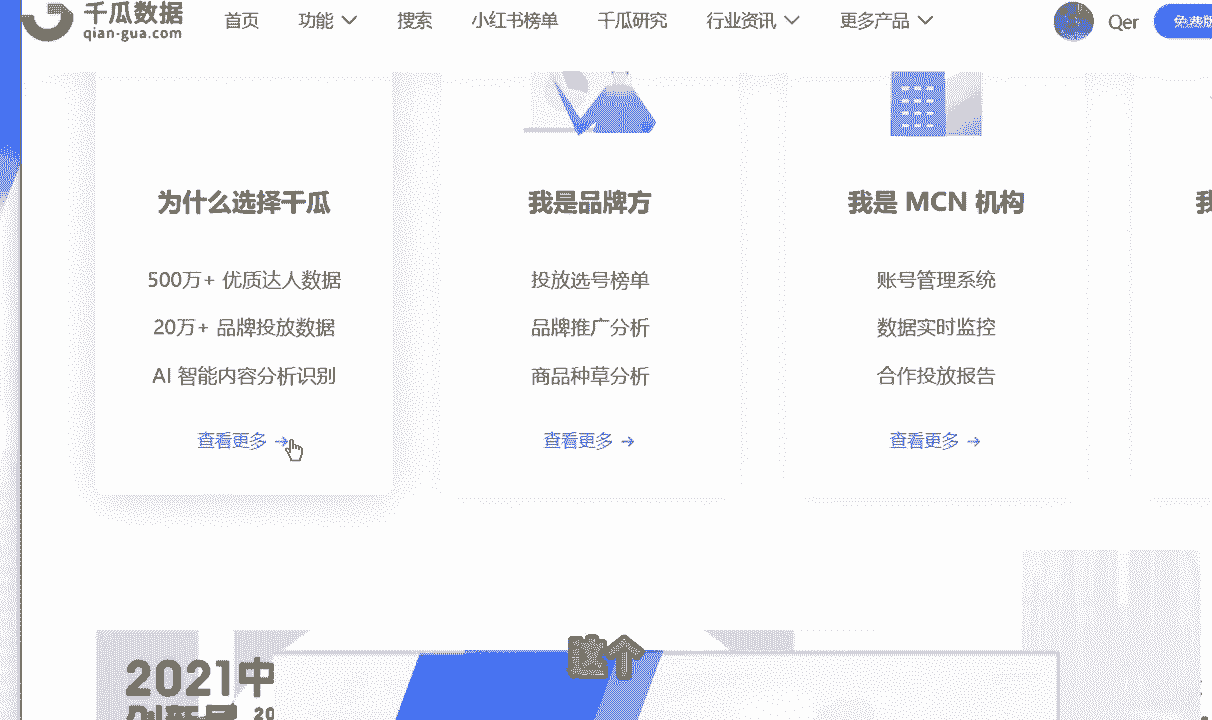 千瓜数据
qian-gua.com
首页 功能 搜索 小红书榜单 千瓜研究 行业资讯 更多产品 Qer 免费版
为什么选择千瓜
500万+ 优质达人数据
20万+ 品牌投放数据
AI 智能内容分析识别
查看更多 →
我是品牌方
投放选号榜单
品牌推广分析
商品种草分析
查看更多 →
我是 MCN 机构
账号管理系统
数据实时监控
合作投放报告
查看更多 →
我
2021中
20
这个